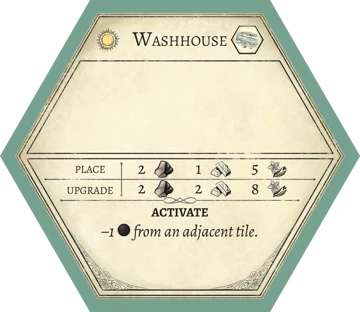 WASHHOUSE
PLACE 2 1 5
UPGRADE 2 2 8
ACTIVATE
–1 from an adjacent tile.